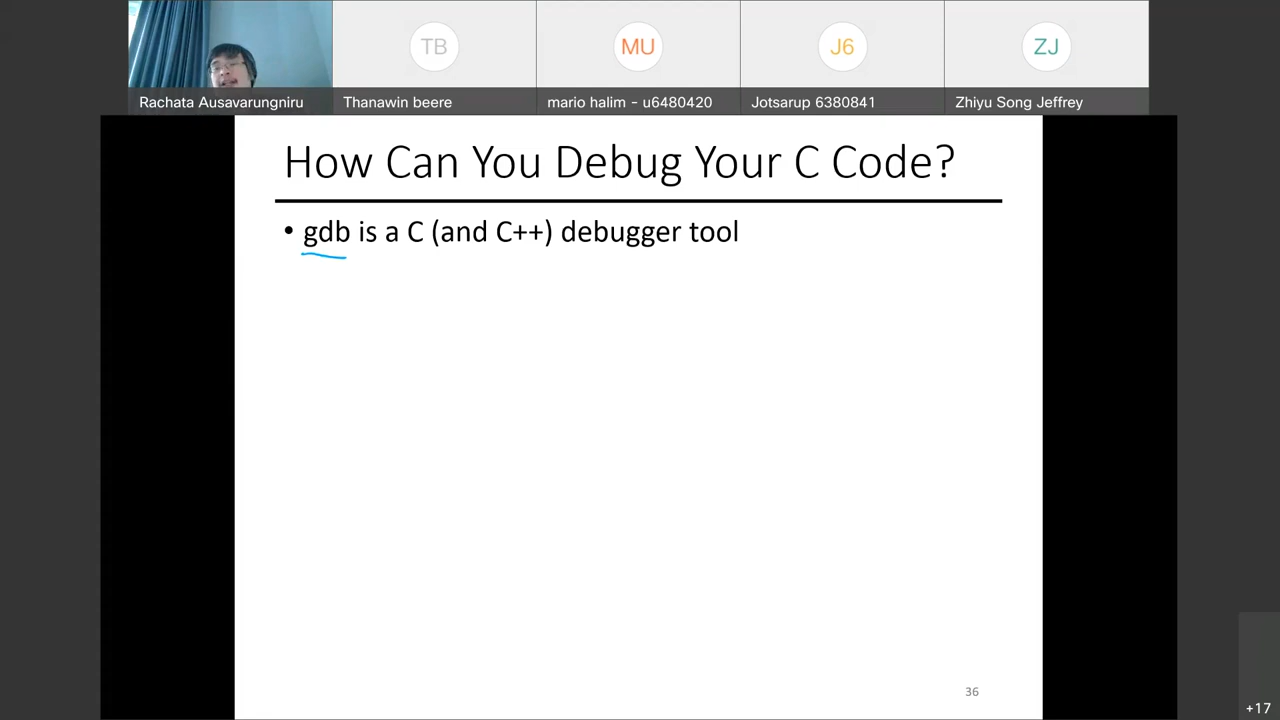 TB
MU
J6
ZJ
Rachata Ausavarungniru
Thanawin beere
mario halim - u6480420
Jotsarup 6380841
Zhiyu Song Jeffrey
How Can You Debug Your C Code?
• gdb is a C (and C++) debugger tool
36
+17